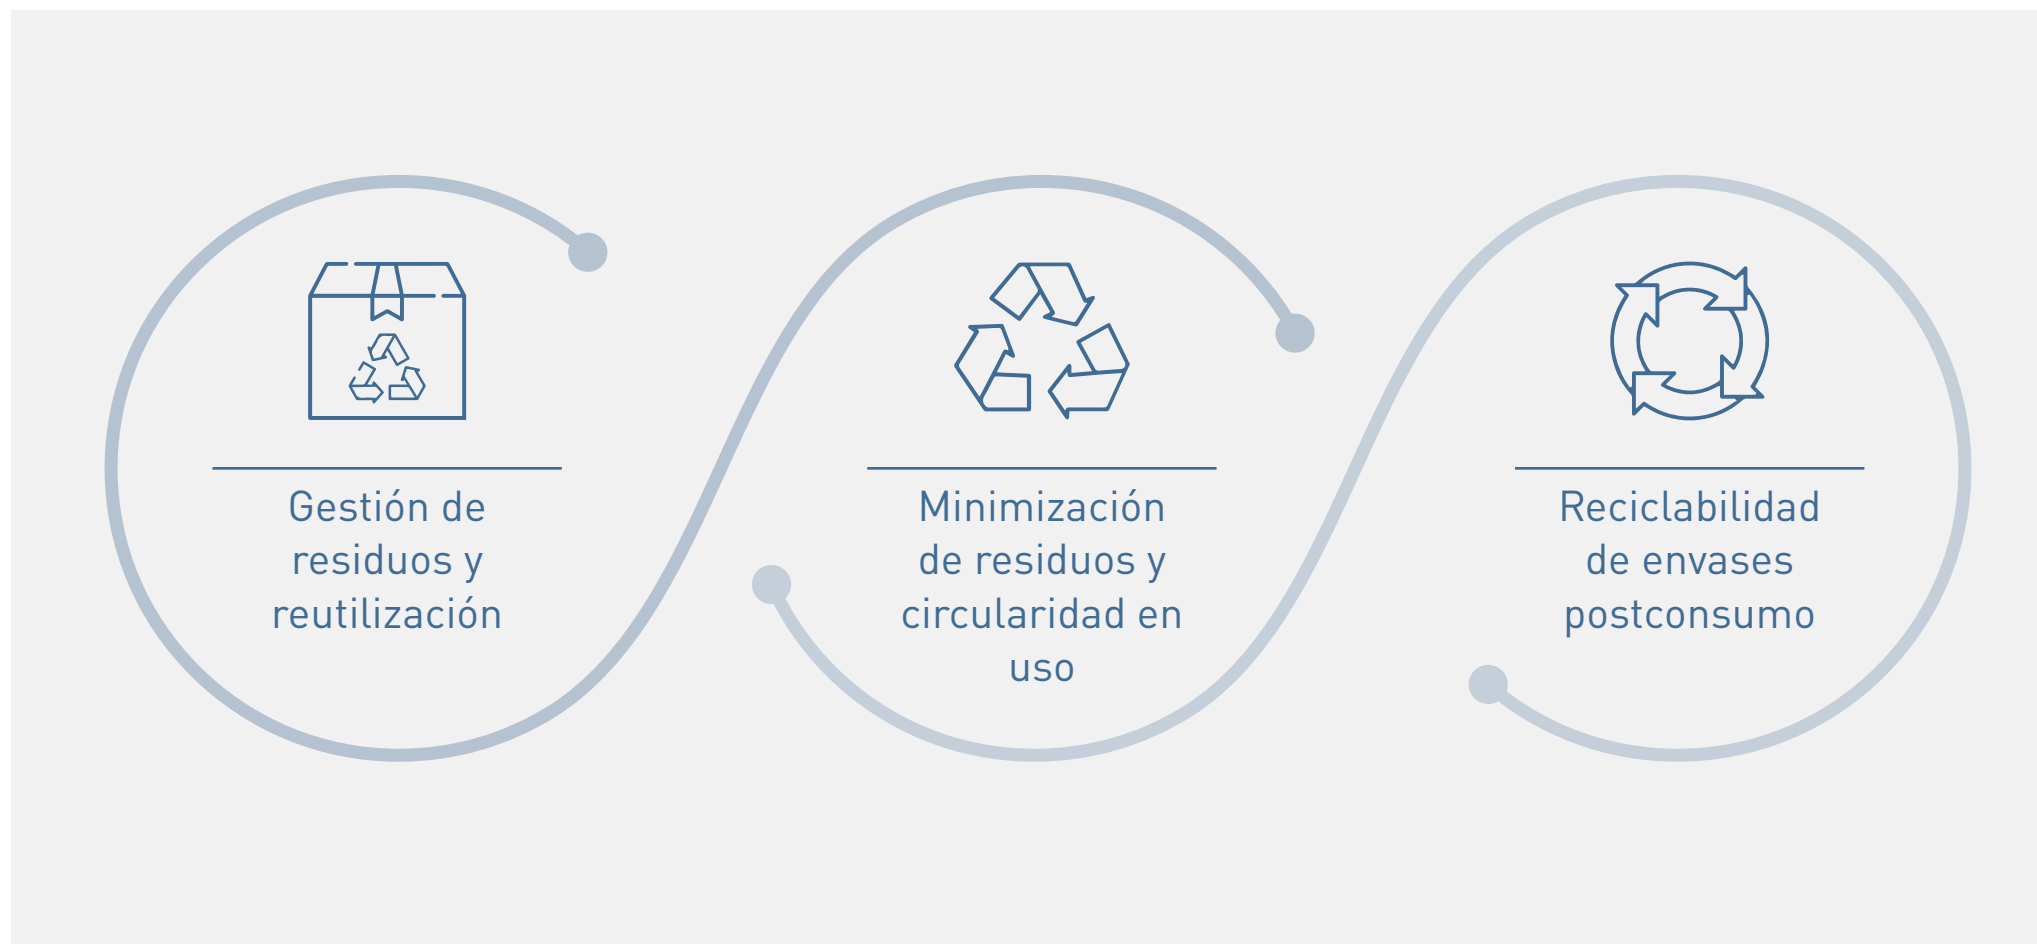 Gestión de
residuos y
reutilización
Minimización
de residuos y
circularidad en
uso
Reciclabilidad
de envases
postconsumo